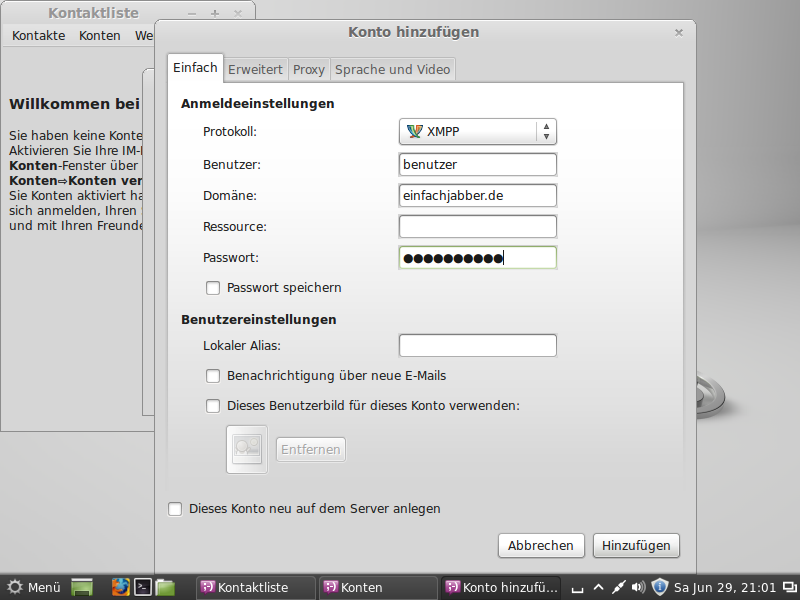 Kontaktliste
Kontakte Konten We
Willkommen bei
Sie haben keine Konte
Aktivieren Sie Ihre IM-
Konten-Fenster über
Konten⇨Konten ver
Sie Konten aktiviert ha
sich anmelden, Ihren
und mit Ihren Freunde
Konto hinzufügen
Einfach Erweitert Proxy Sprache und Video
Anmeldeeinstellungen
Protokoll: XMPP
Benutzer: benutzer
Domäne: einfachjabber.de
Ressource:
Passwort: ●●●●●●●●●●
Passwort speichern
Benutzereinstellungen
Lokaler Alias:
Benachrichtigung über neue E-Mails
Dieses Benutzerbild für dieses Konto verwenden:
Entfernen
Dieses Konto neu auf dem Server anlegen
Abbrechen Hinzufügen
Menü Kontaktliste Konten Konto hinzufü... Sa Jun 29, 21:01